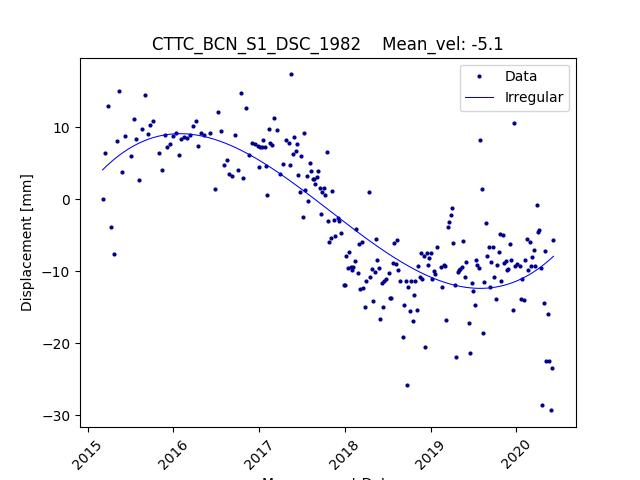 CTTC_BCN_S1_DSC_1982    Mean_vel: -5.1
Data
Irregular
Displacement [mm]
10
0
−10
−20
−30
2015
2016
2017
2018
2019
2020